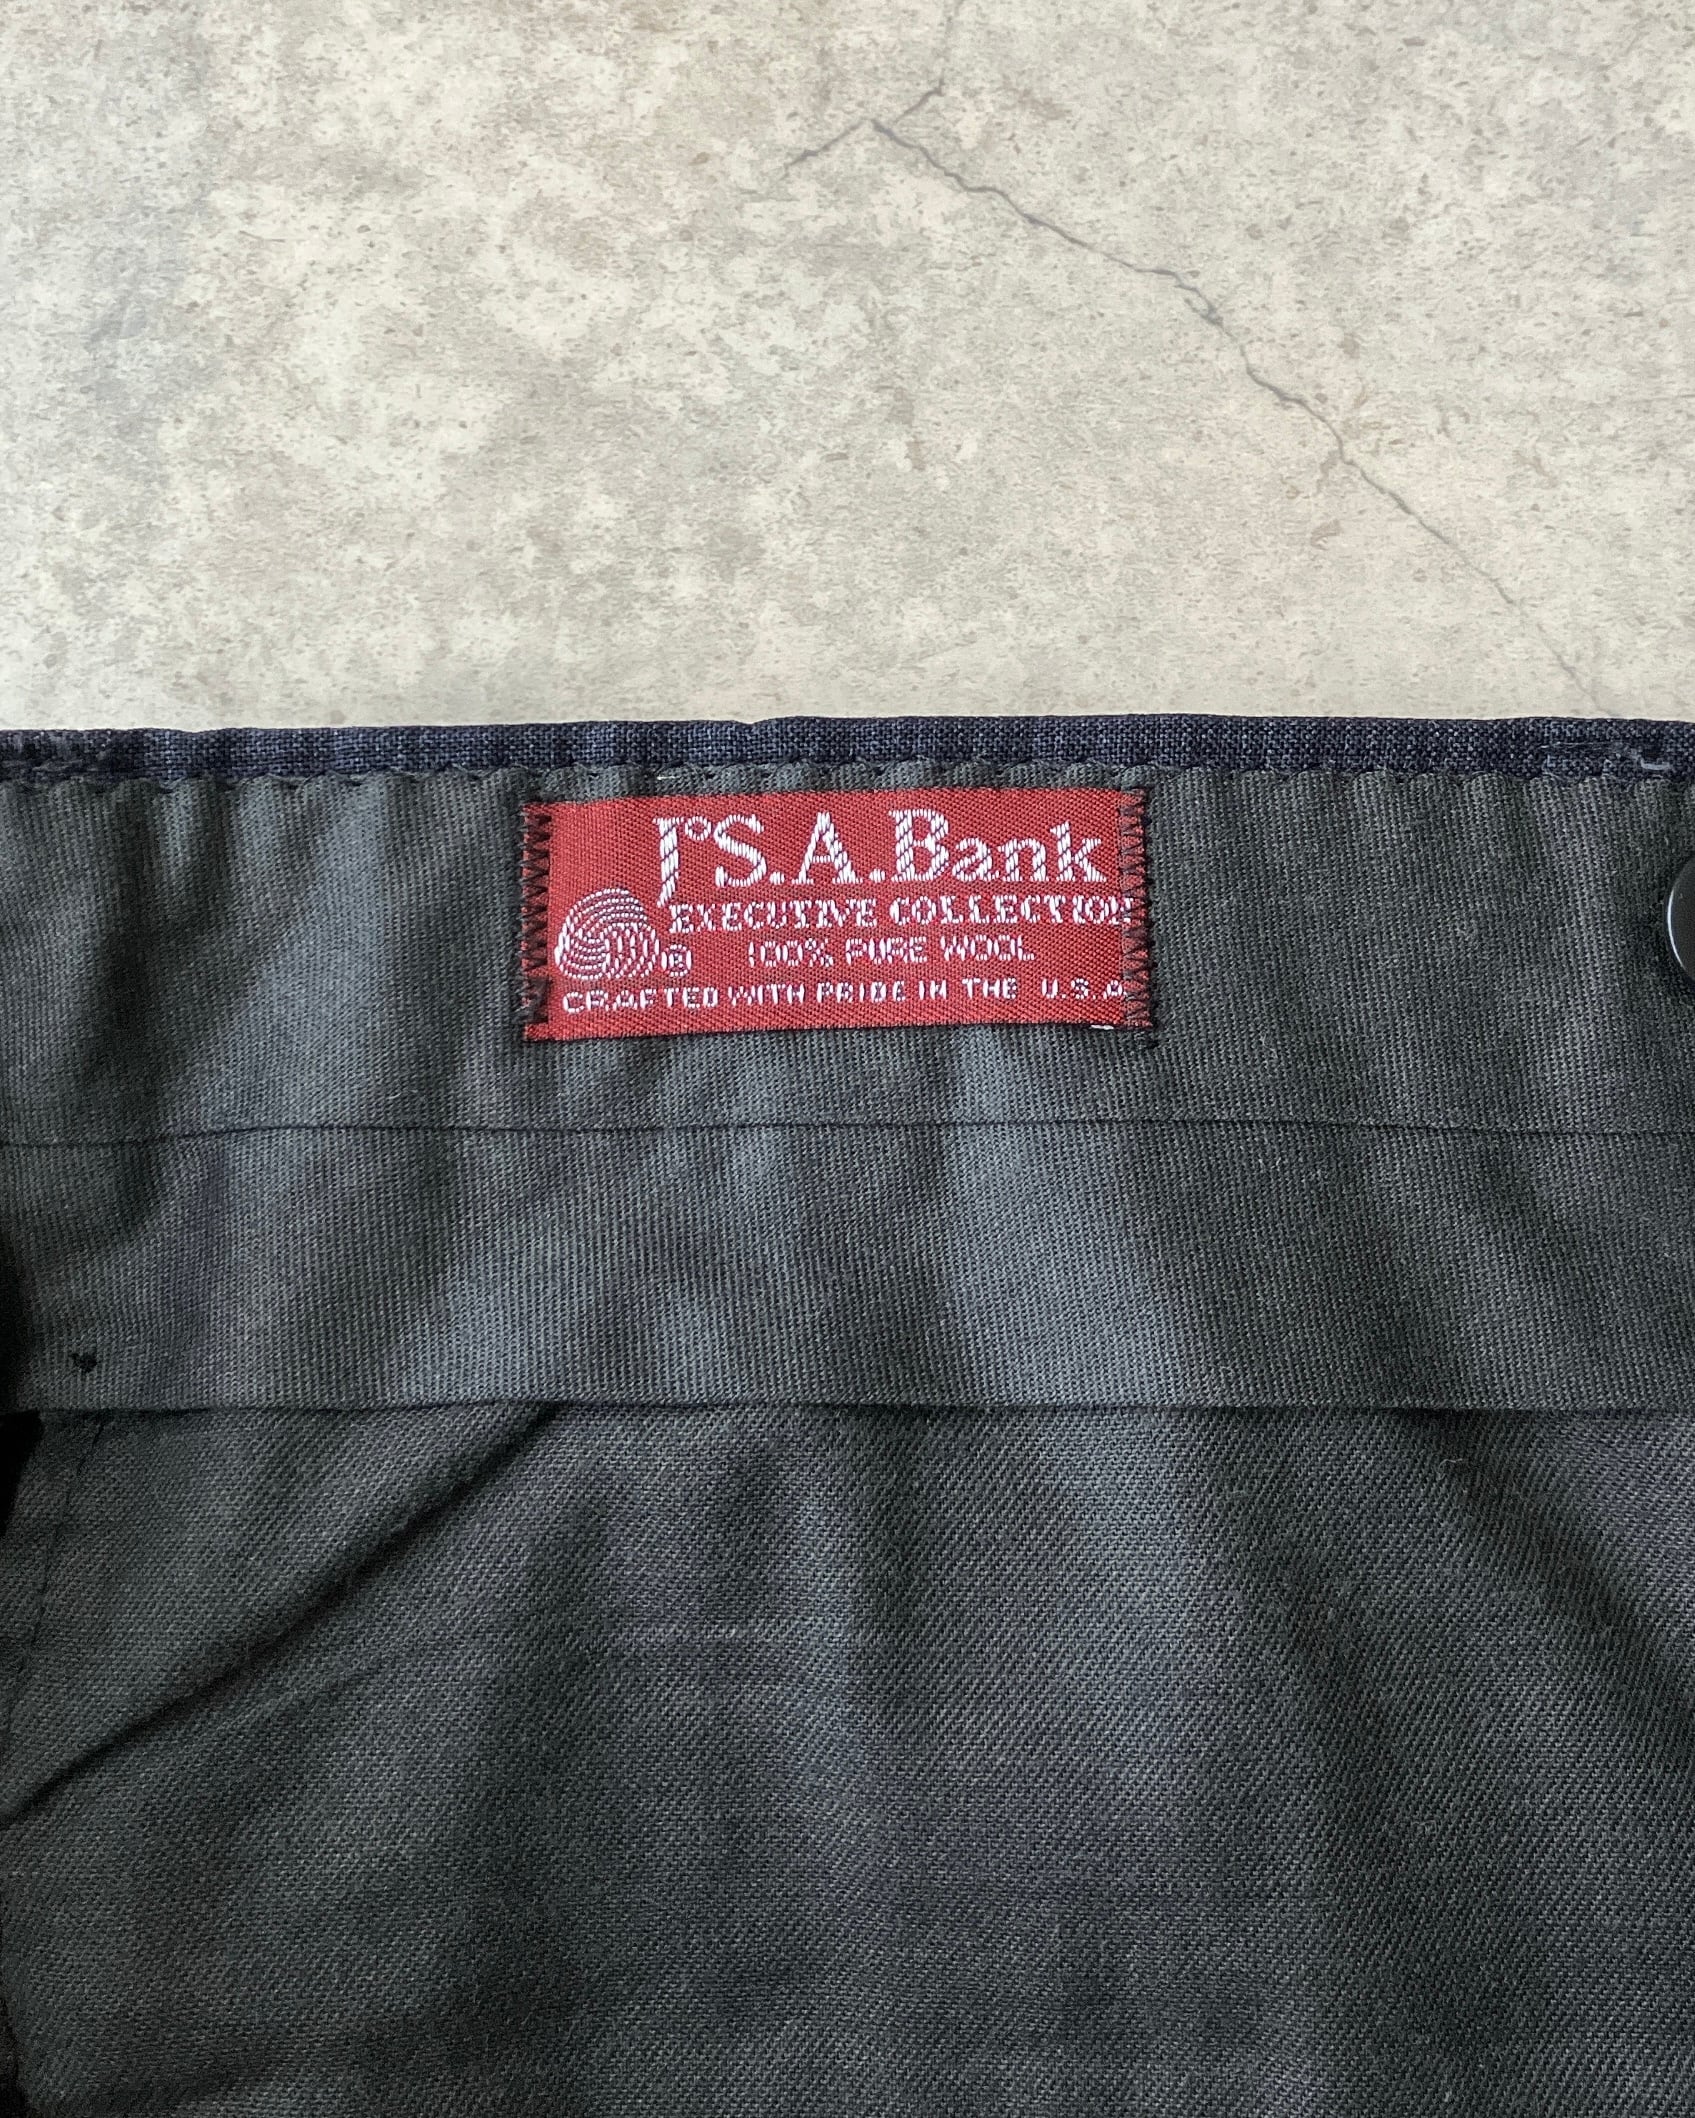 JoS.A.Bank
EXECUTIVE COLLECTION
® 100% PURE WOOL
CRAFTED WITH PRIDE IN THE U.S.A